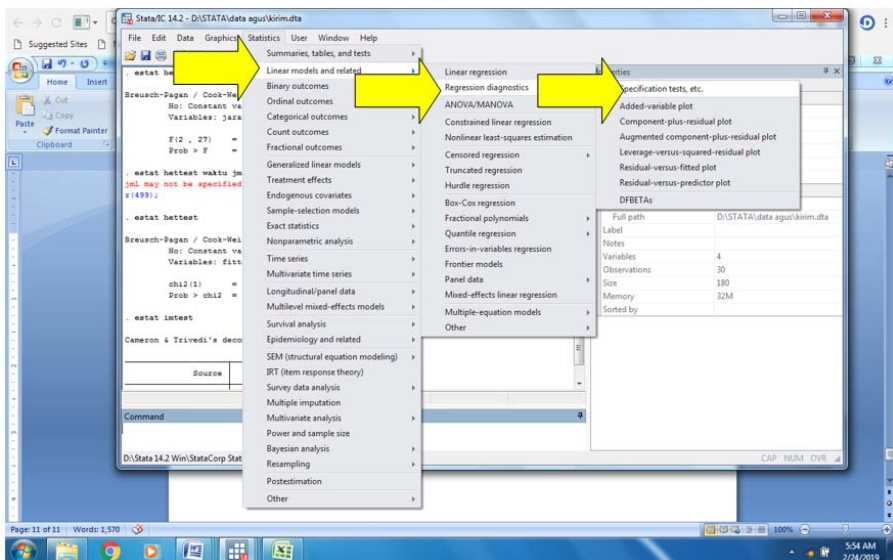 Suggested Sites
Home Insert
Cut
Copy
Paste
Format Painter
Clipboard
Stata/IC 14.2 - D:\STATA\data agus\kirim.dta
File Edit Data Graphics Statistics User Window Help
. estat he
Breusch-Pagan / Cook-We
Ho: Constant va
Variables: jara
F(2 , 27) =
Prob > F =
. estat hettest waktu jm
jml may not be specified
r(499);
. estat hettest
Breusch-Pagan / Cook-Wei
Ho: Constant va
Variables: fitt
chi2(1) =
Prob > chi2 =
. estat imtest
Cameron & Trivedi's deco
Source
Command
D:\Stata 14.2 Win\StataCorp Stat
Summaries, tables, and tests
Linear models and related
Binary outcomes
Ordinal outcomes
Categorical outcomes
Count outcomes
Fractional outcomes
Generalized linear models
Treatment effects
Endogenous covariates
Sample-selection models
Exact statistics
Nonparametric analysis
Time series
Multivariate time series
Longitudinal/panel data
Multilevel mixed-effects models
Survival analysis
Epidemiology and related
SEM (structural equation modeling)
IRT (item response theory)
Survey data analysis
Multiple imputation
Multivariate analysis
Power and sample size
Bayesian analysis
Resampling
Postestimation
Other
Linear regression
Regression diagnostics
ANOVA/MANOVA
Constrained linear regression
Nonlinear least-squares estimation
Censored regression
Truncated regression
Hurdle regression
Box-Cox regression
Fractional polynomials
Quantile regression
Errors-in-variables regression
Frontier models
Panel data
Mixed-effects linear regression
Multiple-equation models
Other
erties
Specification tests, etc.
Added-variable plot
Component-plus-residual plot
Augmented component-plus-residual plot
Leverage-versus-squared-residual plot
Residual-versus-fitted plot
Residual-versus-predictor plot
DFBETAs
Full path D:\STATA\data agus\kirim.dta
Label
Notes
Variables 4
Observations 30
Size 180
Memory 32M
Sorted by
CAP NUM OVR
Page: 11 of 11 Words: 1,570
100%
5:54 AM
2/24/2019